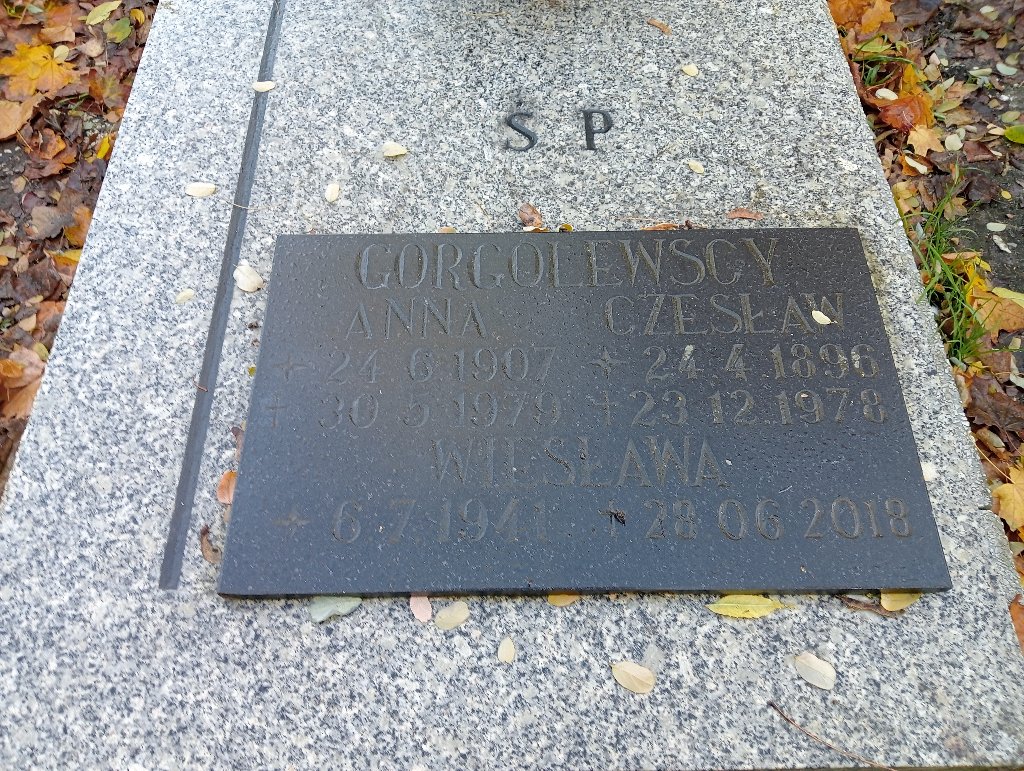 Ś P
GORGOLEWSCY
ANNA CZESŁAW
* 24 6 1907 * 24 4 1896
+ 30 5 1979 + 23 12 1978
WIESŁAWA
* 6 7 1941 + 28 06 2018